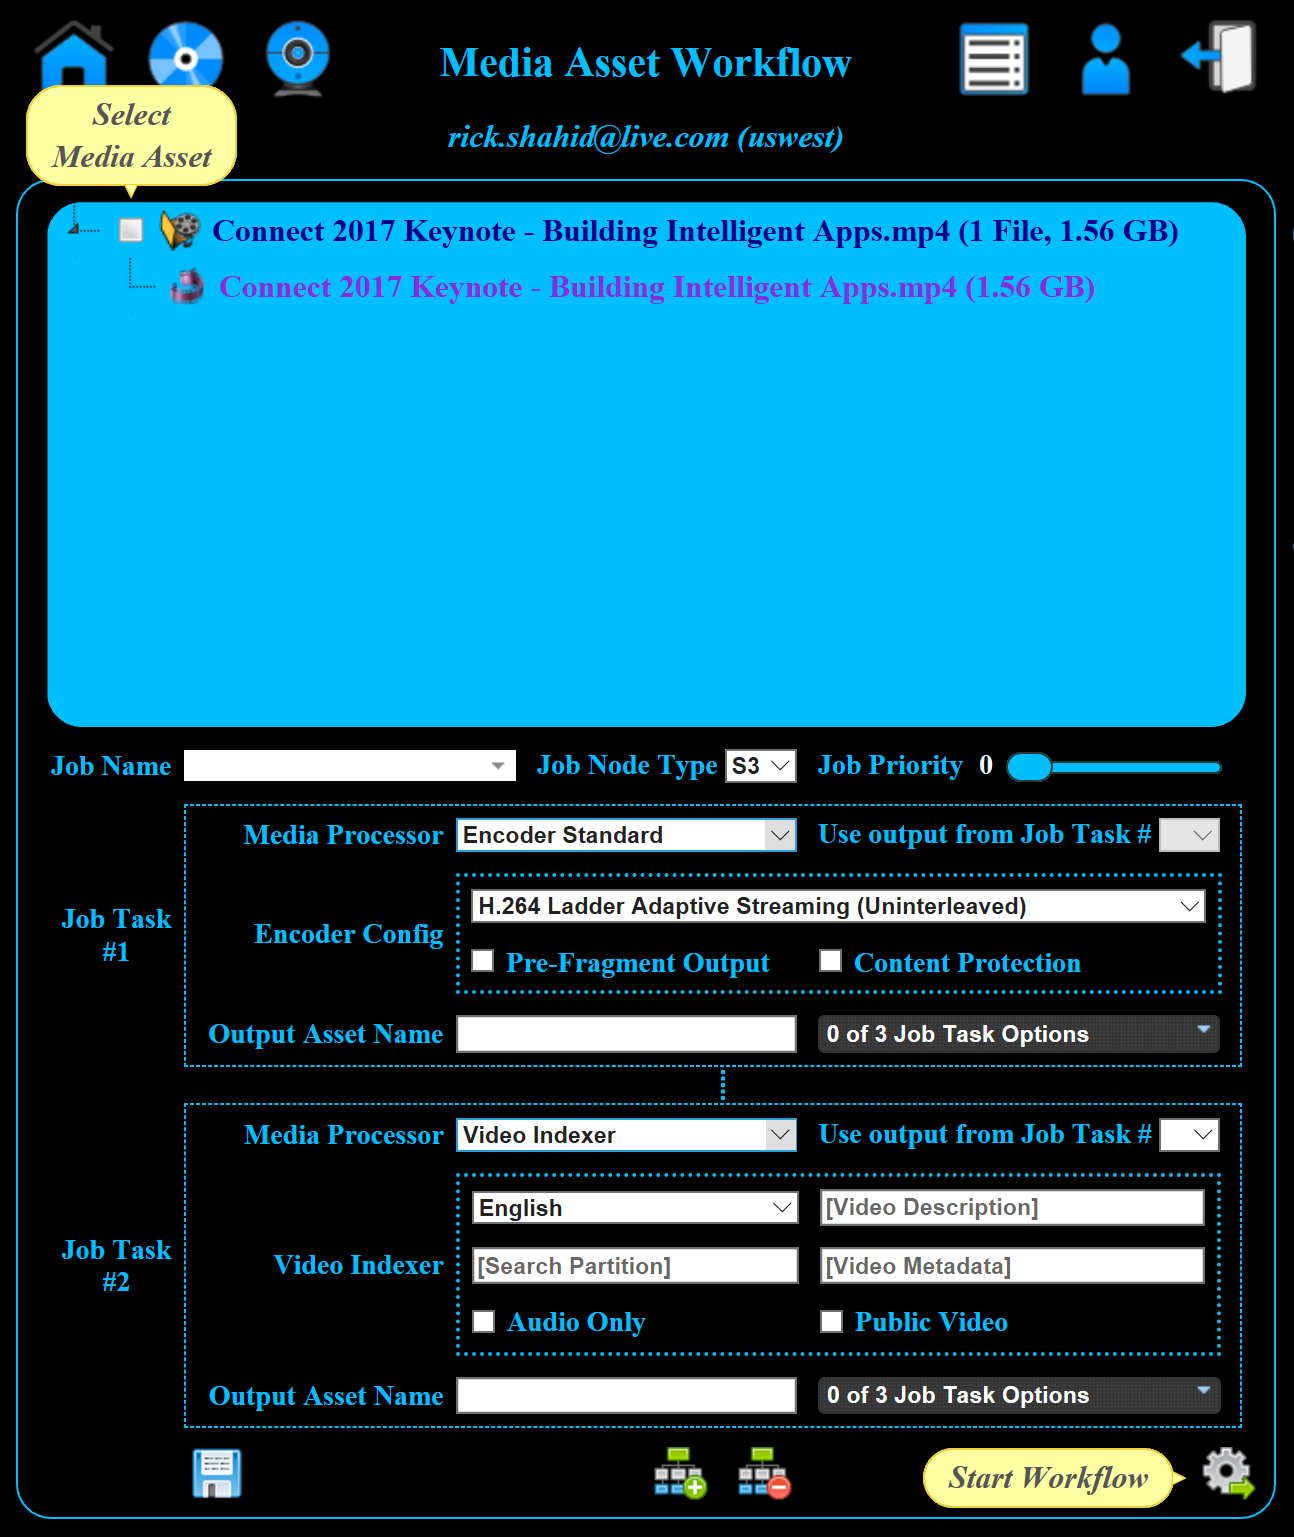 Media Asset Workflow
Select
Media Asset
rick.shahid@live.com (uswest)
Connect 2017 Keynote - Building Intelligent Apps.mp4 (1 File, 1.56 GB)
Connect 2017 Keynote - Building Intelligent Apps.mp4 (1.56 GB)
Job Name Job Node Type S3 Job Priority 0
Media Processor Encoder Standard Use output from Job Task #
Job Task
#1
Encoder Config H.264 Ladder Adaptive Streaming (Uninterleaved)
Pre-Fragment Output Content Protection
Output Asset Name 0 of 3 Job Task Options
Media Processor Video Indexer Use output from Job Task #
Job Task
#2
Video Indexer
English [Video Description]
[Search Partition] [Video Metadata]
Audio Only Public Video
Output Asset Name 0 of 3 Job Task Options
Start Workflow